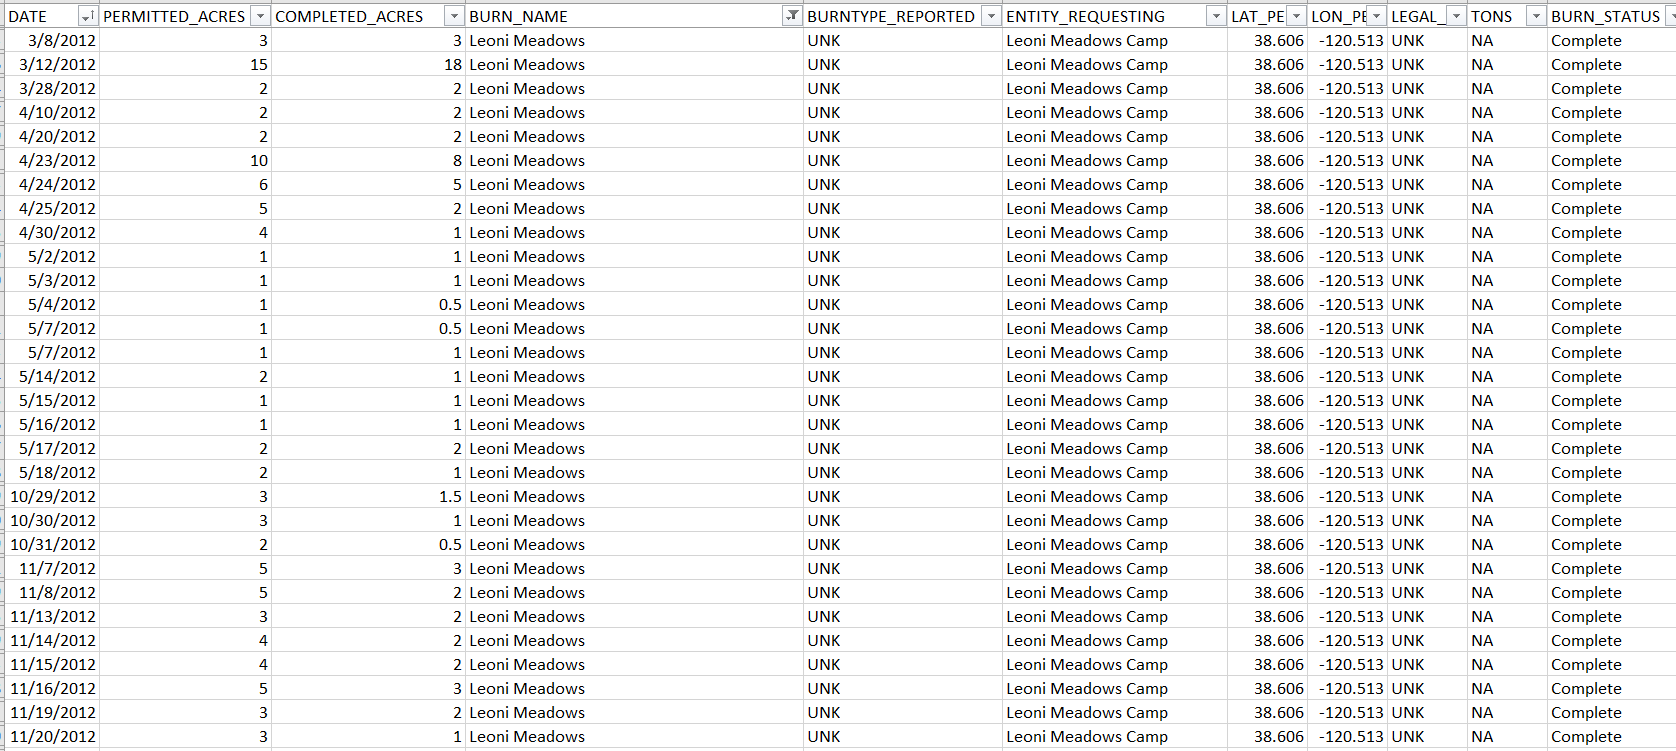 DATE PERMITTED_ACRES COMPLETED_ACRES BURN_NAME BURNTYPE_REPORTED ENTITY_REQUESTING LAT_PE LON_PE LEGAL_ TONS BURN_STATUS
3/8/2012 3 3 Leoni Meadows UNK Leoni Meadows Camp 38.606 -120.513 UNK NA Complete
3/12/2012 15 18 Leoni Meadows UNK Leoni Meadows Camp 38.606 -120.513 UNK NA Complete
3/28/2012 2 2 Leoni Meadows UNK Leoni Meadows Camp 38.606 -120.513 UNK NA Complete
4/10/2012 2 2 Leoni Meadows UNK Leoni Meadows Camp 38.606 -120.513 UNK NA Complete
4/20/2012 2 2 Leoni Meadows UNK Leoni Meadows Camp 38.606 -120.513 UNK NA Complete
4/23/2012 10 8 Leoni Meadows UNK Leoni Meadows Camp 38.606 -120.513 UNK NA Complete
4/24/2012 6 5 Leoni Meadows UNK Leoni Meadows Camp 38.606 -120.513 UNK NA Complete
4/25/2012 5 2 Leoni Meadows UNK Leoni Meadows Camp 38.606 -120.513 UNK NA Complete
4/30/2012 4 1 Leoni Meadows UNK Leoni Meadows Camp 38.606 -120.513 UNK NA Complete
5/2/2012 1 1 Leoni Meadows UNK Leoni Meadows Camp 38.606 -120.513 UNK NA Complete
5/3/2012 1 1 Leoni Meadows UNK Leoni Meadows Camp 38.606 -120.513 UNK NA Complete
5/4/2012 1 0.5 Leoni Meadows UNK Leoni Meadows Camp 38.606 -120.513 UNK NA Complete
5/7/2012 1 0.5 Leoni Meadows UNK Leoni Meadows Camp 38.606 -120.513 UNK NA Complete
5/7/2012 1 1 Leoni Meadows UNK Leoni Meadows Camp 38.606 -120.513 UNK NA Complete
5/14/2012 2 1 Leoni Meadows UNK Leoni Meadows Camp 38.606 -120.513 UNK NA Complete
5/15/2012 1 1 Leoni Meadows UNK Leoni Meadows Camp 38.606 -120.513 UNK NA Complete
5/16/2012 1 1 Leoni Meadows UNK Leoni Meadows Camp 38.606 -120.513 UNK NA Complete
5/17/2012 2 2 Leoni Meadows UNK Leoni Meadows Camp 38.606 -120.513 UNK NA Complete
5/18/2012 2 1 Leoni Meadows UNK Leoni Meadows Camp 38.606 -120.513 UNK NA Complete
10/29/2012 3 1.5 Leoni Meadows UNK Leoni Meadows Camp 38.606 -120.513 UNK NA Complete
10/30/2012 3 1 Leoni Meadows UNK Leoni Meadows Camp 38.606 -120.513 UNK NA Complete
10/31/2012 2 0.5 Leoni Meadows UNK Leoni Meadows Camp 38.606 -120.513 UNK NA Complete
11/7/2012 5 3 Leoni Meadows UNK Leoni Meadows Camp 38.606 -120.513 UNK NA Complete
11/8/2012 5 2 Leoni Meadows UNK Leoni Meadows Camp 38.606 -120.513 UNK NA Complete
11/13/2012 3 2 Leoni Meadows UNK Leoni Meadows Camp 38.606 -120.513 UNK NA Complete
11/14/2012 4 2 Leoni Meadows UNK Leoni Meadows Camp 38.606 -120.513 UNK NA Complete
11/15/2012 4 2 Leoni Meadows UNK Leoni Meadows Camp 38.606 -120.513 UNK NA Complete
11/16/2012 5 3 Leoni Meadows UNK Leoni Meadows Camp 38.606 -120.513 UNK NA Complete
11/19/2012 3 2 Leoni Meadows UNK Leoni Meadows Camp 38.606 -120.513 UNK NA Complete
11/20/2012 3 1 Leoni Meadows UNK Leoni Meadows Camp 38.606 -120.513 UNK NA Complete